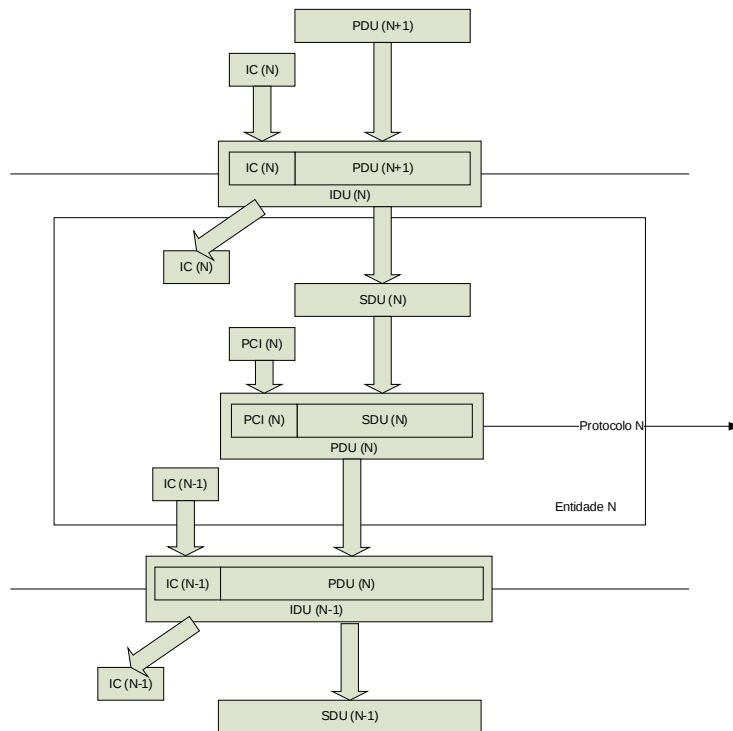 PDU (N+1)
IC (N)
IC (N)
PDU (N+1)
IDU (N)
IC (N)
SDU (N)
PCI (N)
PCI (N)
SDU (N)
Protocolo N
PDU (N)
IC (N-1)
Entidade N
IC (N-1)
PDU (N)
IDU (N-1)
IC (N-1)
SDU (N-1)